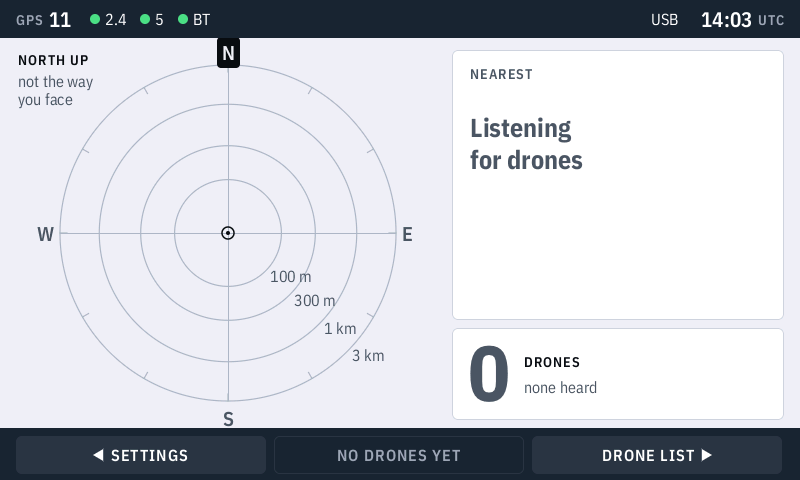 GPS 11 2.4 5 BT USB 14:03 UTC
NORTH UP
not the way
you face
N
W
E
S
100 m
300 m
1 km
3 km
NEAREST
Listening
for drones
0 DRONES
none heard
◀ SETTINGS
NO DRONES YET
DRONE LIST ▶